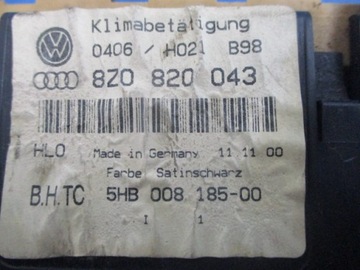 Klimabetätigung
0406 / H021 B98
8Z0 820 043
HLO Made in Germany 11 11 00
Farbe Satinschwarz
B.H.TC 5HB 008 185-00
I 1